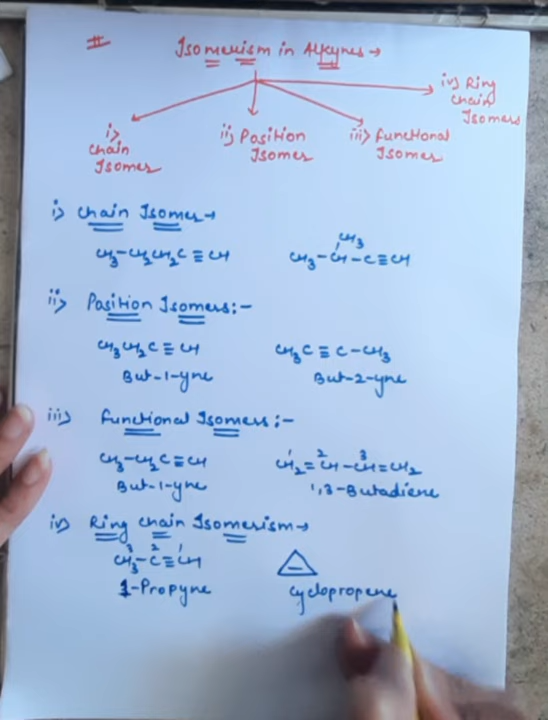 # Isomerism in Alkynes →
i> chain Isomer
ii) Position Isomer
iii> functional Isomer
iv> Ring chain Isomers
i> chain Isomer →
CH3-CH2CH2C≡CH
CH3
CH3-CH-C≡CH
ii> Position Isomers:-
CH3CH2C≡CH
But-1-yne
CH3C≡C-CH3
But-2-yne
iii> functional Isomers:-
CH3-CH2C≡CH
But-1-yne
1 2 3
CH2=CH-CH=CH2
1,3-Butadiene
iv> Ring chain Isomerism→
3 2 1
CH3-C≡CH
1-Propyne
cyclopropene